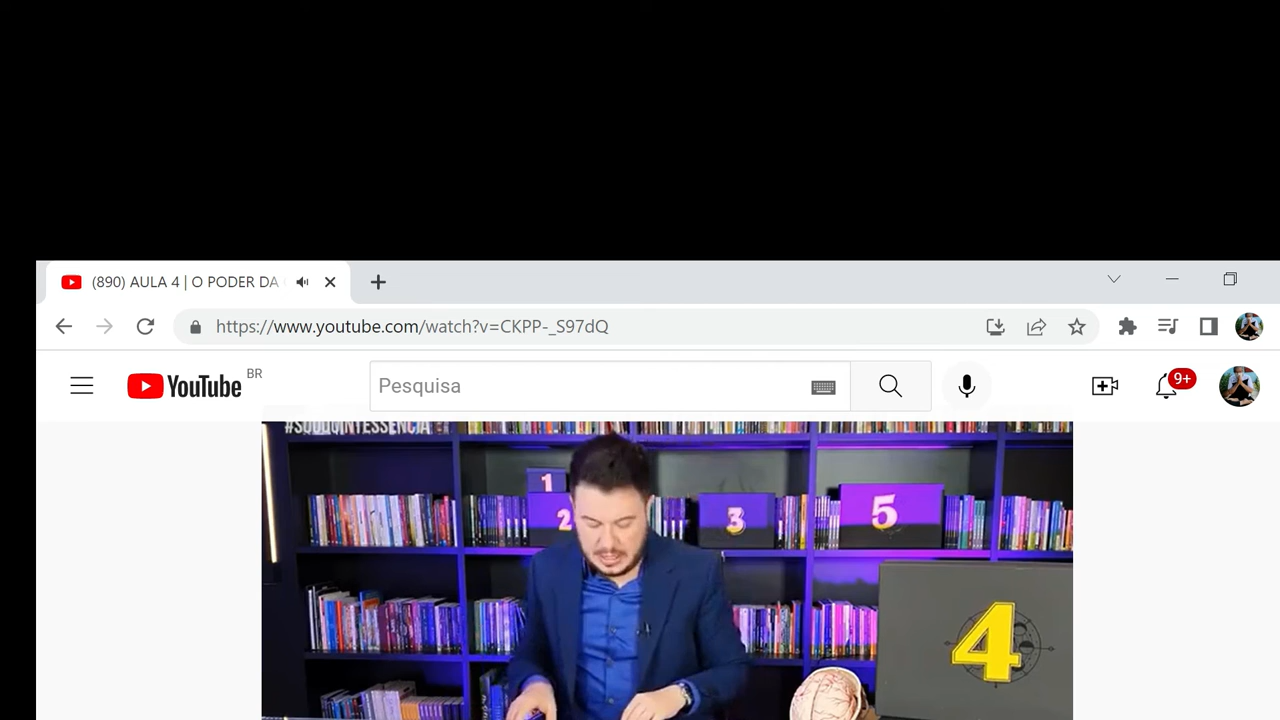 (890) AULA 4 | O PODER DA
https://www.youtube.com/watch?v=CKPP-_S97dQ
YouTube BR
Pesquisa
9+
#SOUQUINTESSÊNCIA
1
2
3
5
4